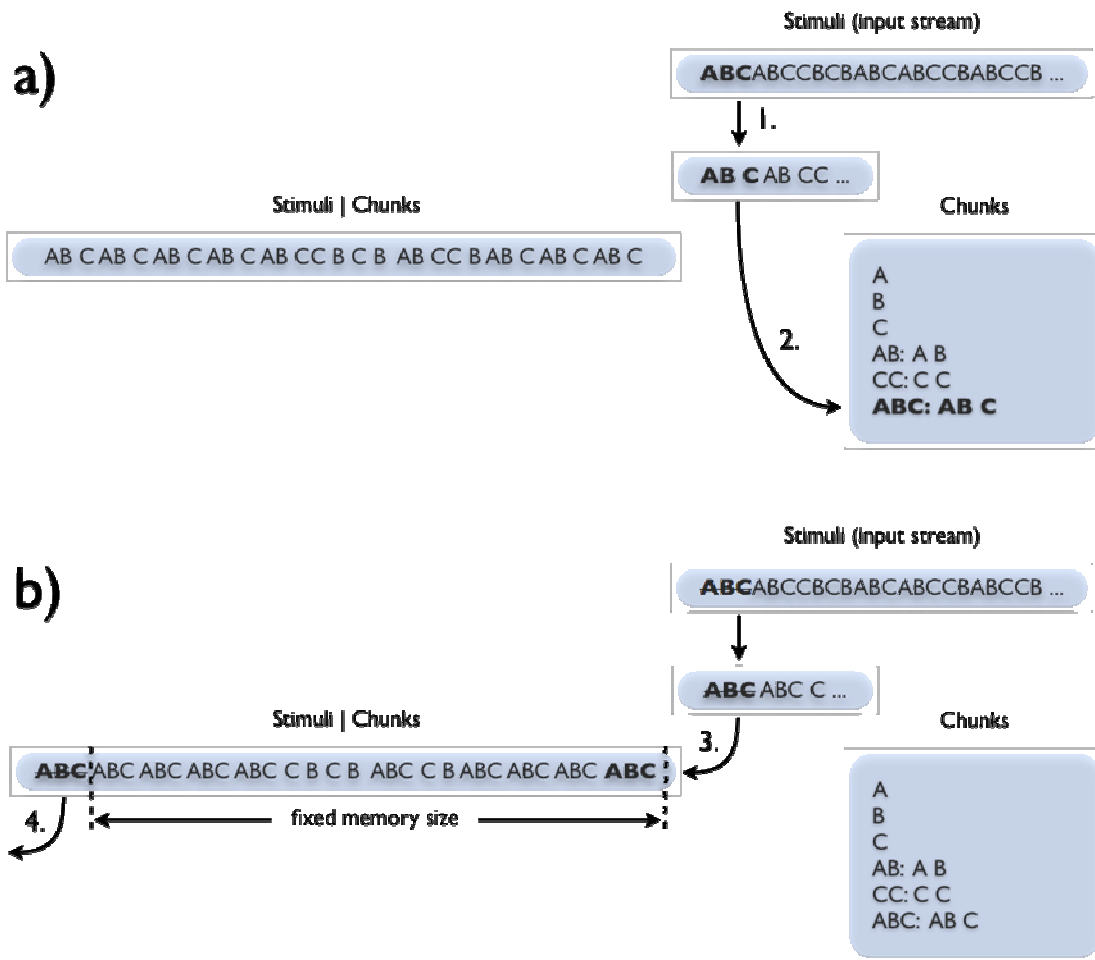 Stimuli (input stream)
a)
ABCABCCBCBABCABCCBABCCB ...
1.
AB C AB CC ...
Stimuli | Chunks
Chunks
AB C AB C AB C AB C AB CC B C B AB CC B AB C AB C AB C
A
B
C
2.
AB: A B
CC: C C
ABC: AB C
Stimuli (input stream)
b)
ABCABCCBCBABCABCCBABCCB ...
ABC ABC C ...
Stimuli | Chunks
Chunks
3.
ABC ABC ABC ABC ABC C B C B ABC C B ABC ABC ABC ABC
4.
fixed memory size
A
B
C
AB: A B
CC: C C
ABC: AB C